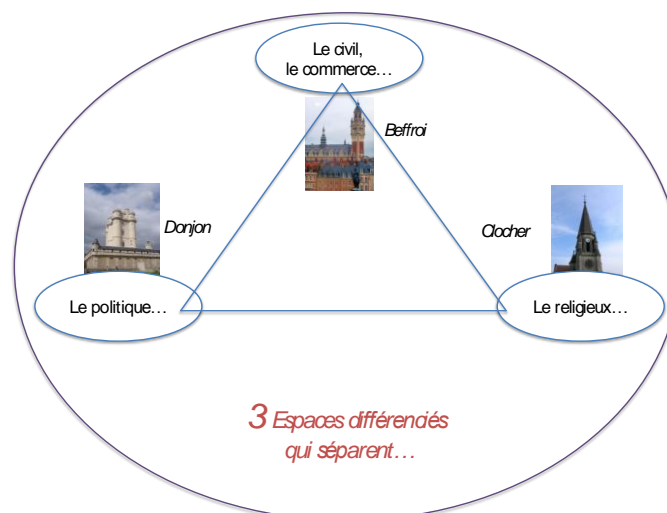 Le civil,
le commerce...
Beffroi
Donjon
Clocher
Le politique...
Le religieux...
3 Espaces différenciés
qui séparent...